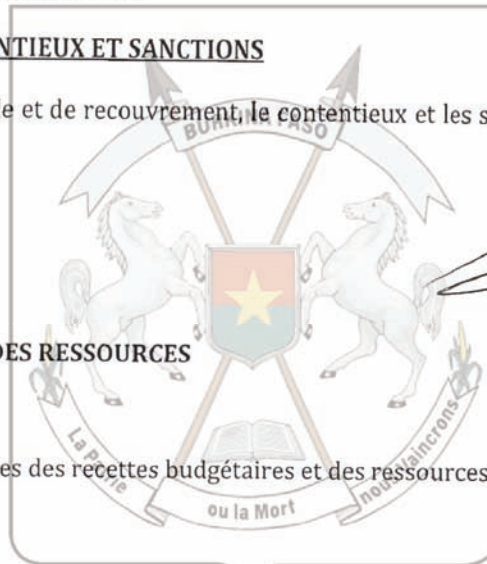 NTIEUX ET SANCTIONS
le et de recouvrement, le contentieux et les s
BURKINA FASO
DES RESSOURCES
es des recettes budgétaires et des ressources
La Patrie
ou la Mort
nous Vaincrons